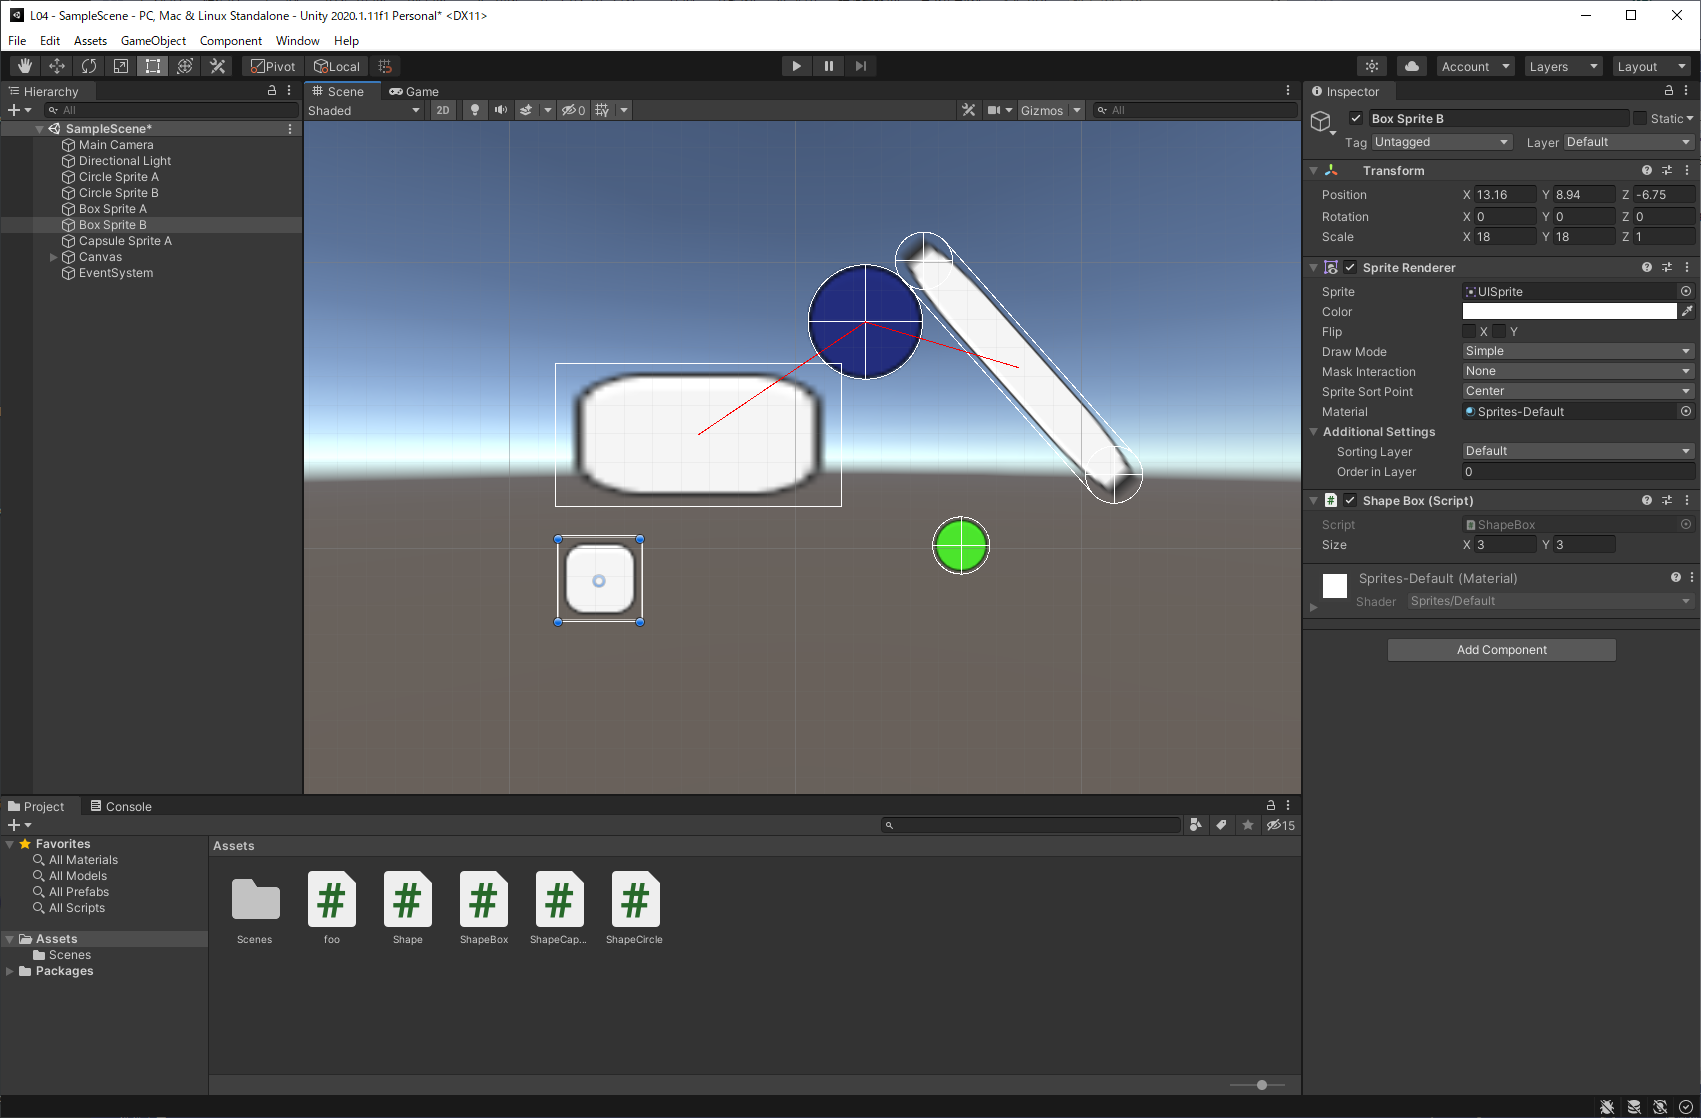 L04 - SampleScene - PC, Mac & Linux Standalone - Unity 2020.1.11f1 Personal* <DX11>
File Edit Assets GameObject Component Window Help
Pivot Local Account Layers Layout
Hierarchy
All
SampleScene*
Main Camera
Directional Light
Circle Sprite A
Circle Sprite B
Box Sprite A
Box Sprite B
Capsule Sprite A
Canvas
EventSystem
Scene Game
Shaded 2D 0 Gizmos All
Inspector
Box Sprite B Static
Tag Untagged Layer Default
Transform
Position X 13.16 Y 8.94 Z -6.75
Rotation X 0 Y 0 Z 0
Scale X 18 Y 18 Z 1
Sprite Renderer
Sprite UISprite
Color
Flip X Y
Draw Mode Simple
Mask Interaction None
Sprite Sort Point Center
Material Sprites-Default
Additional Settings
Sorting Layer Default
Order in Layer 0
# Shape Box (Script)
Script ShapeBox
Size X 3 Y 3
Sprites-Default (Material)
Shader Sprites/Default
Add Component
Project Console
15
Favorites
All Materials
All Models
All Prefabs
All Scripts
Assets
Scenes
Packages
Assets
# # # # #
Scenes foo Shape ShapeBox ShapeCap... ShapeCircle